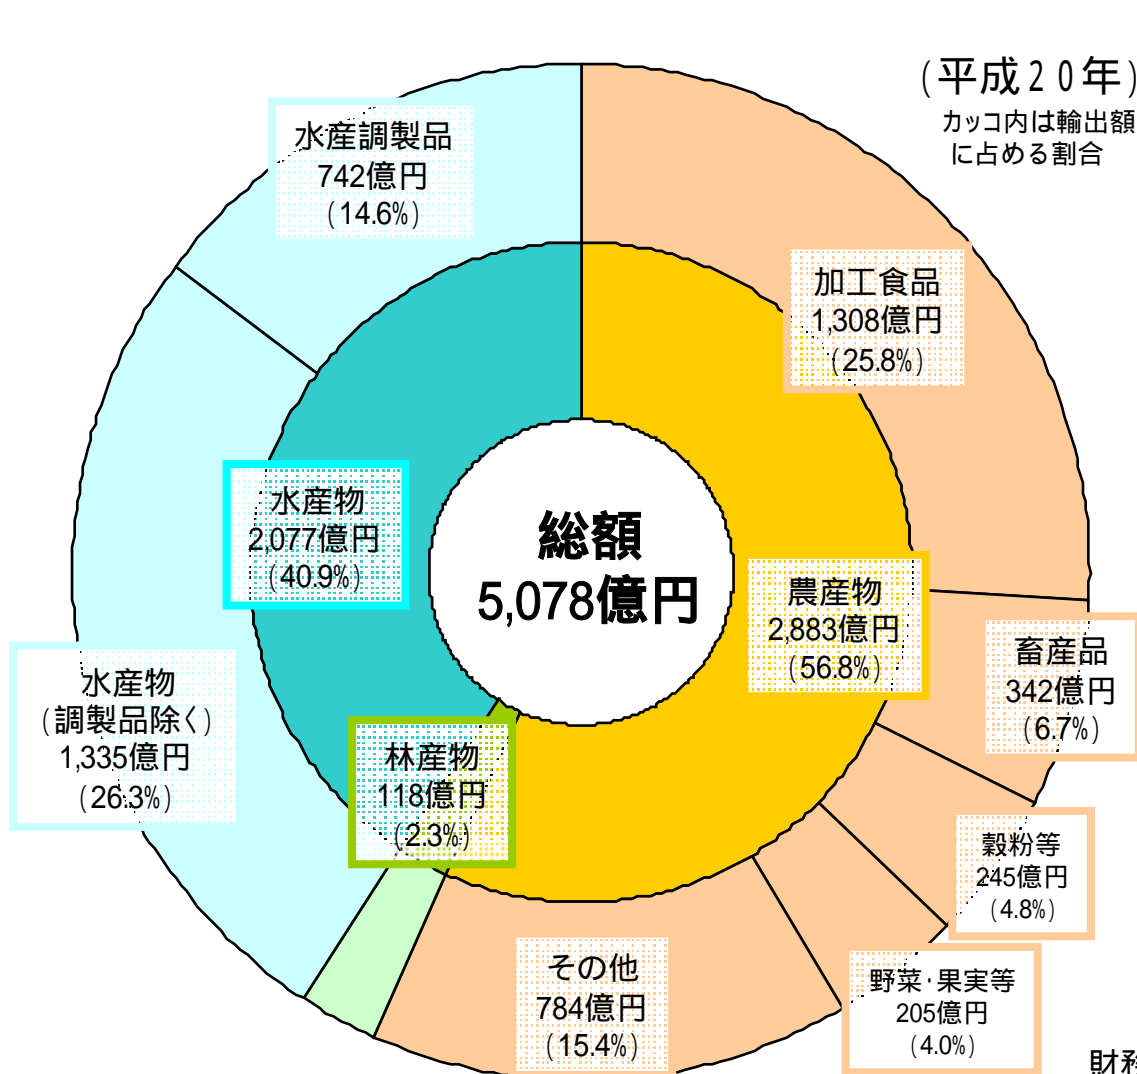 (平成20年)
カッコ内は輸出額
に占める割合
水産調製品
742億円
(14.6%)
加工食品
1,308億円
(25.8%)
水産物
2,077億円
(40.9%)
総額
5,078億円
農産物
2,883億円
(56.8%)
畜産品
342億円
(6.7%)
水産物
(調製品除く)
1,335億円
(26.3%)
林産物
118億円
(2.3%)
穀粉等
245億円
(4.8%)
その他
784億円
(15.4%)
野菜・果実等
205億円
(4.0%)
財務